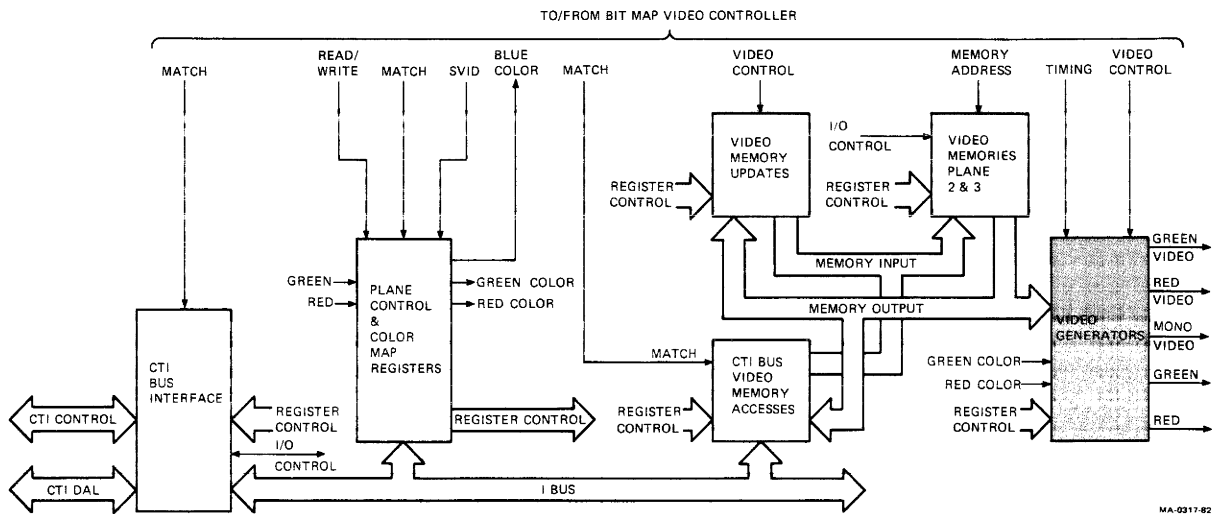 TO/FROM BIT MAP VIDEO CONTROLLER
MATCH
READ/
WRITE
MATCH
SVID
BLUE
COLOR
MATCH
VIDEO
CONTROL
MEMORY
ADDRESS
TIMING
VIDEO
CONTROL
VIDEO
MEMORY
UPDATES
I/O
CONTROL
VIDEO
MEMORIES
PLANE
2 & 3
REGISTER
CONTROL
REGISTER
CONTROL
MEMORY INPUT
MEMORY OUTPUT
GREEN
RED
PLANE
CONTROL
&
COLOR
MAP
REGISTERS
GREEN COLOR
RED COLOR
VIDEO
GENERATORS
GREEN
VIDEO
RED
VIDEO
MONO
VIDEO
GREEN
RED
GREEN COLOR
RED COLOR
REGISTER
CONTROL
MATCH
CTI BUS
VIDEO
MEMORY
ACCESSES
REGISTER
CONTROL
CTI
BUS
INTERFACE
CTI CONTROL
REGISTER
CONTROL
I/O
CONTROL
REGISTER CONTROL
CTI DAL
I BUS
MA-0317-82